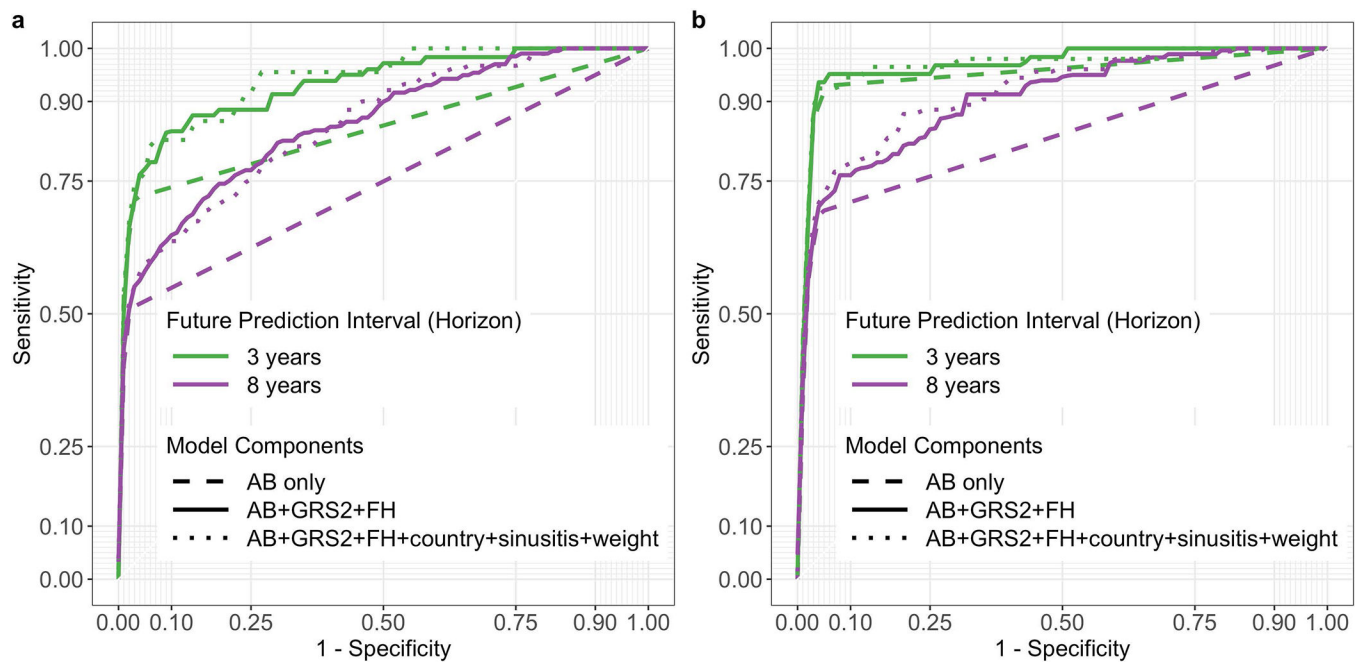 a
1.00
0.90
0.75
0.50
0.25
0.10
0.00
Sensitivity
Future Prediction Interval (Horizon)
3 years
8 years
Model Components
AB only
AB+GRS2+FH
AB+GRS2+FH+country+sinusitis+weight
0.00 0.10 0.25 0.50 0.75 0.90 1.00
1 - Specificity
b
1.00
0.90
0.75
0.50
0.25
0.10
0.00
Sensitivity
Future Prediction Interval (Horizon)
3 years
8 years
Model Components
AB only
AB+GRS2+FH
AB+GRS2+FH+country+sinusitis+weight
0.00 0.10 0.25 0.50 0.75 0.90 1.00
1 - Specificity